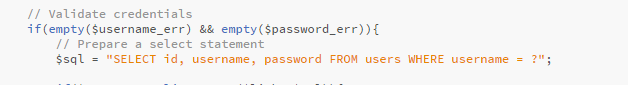 // Validate credentials
if(empty($username_err) && empty($password_err)){
// Prepare a select statement
$sql = "SELECT id, username, password FROM users WHERE username = ?";